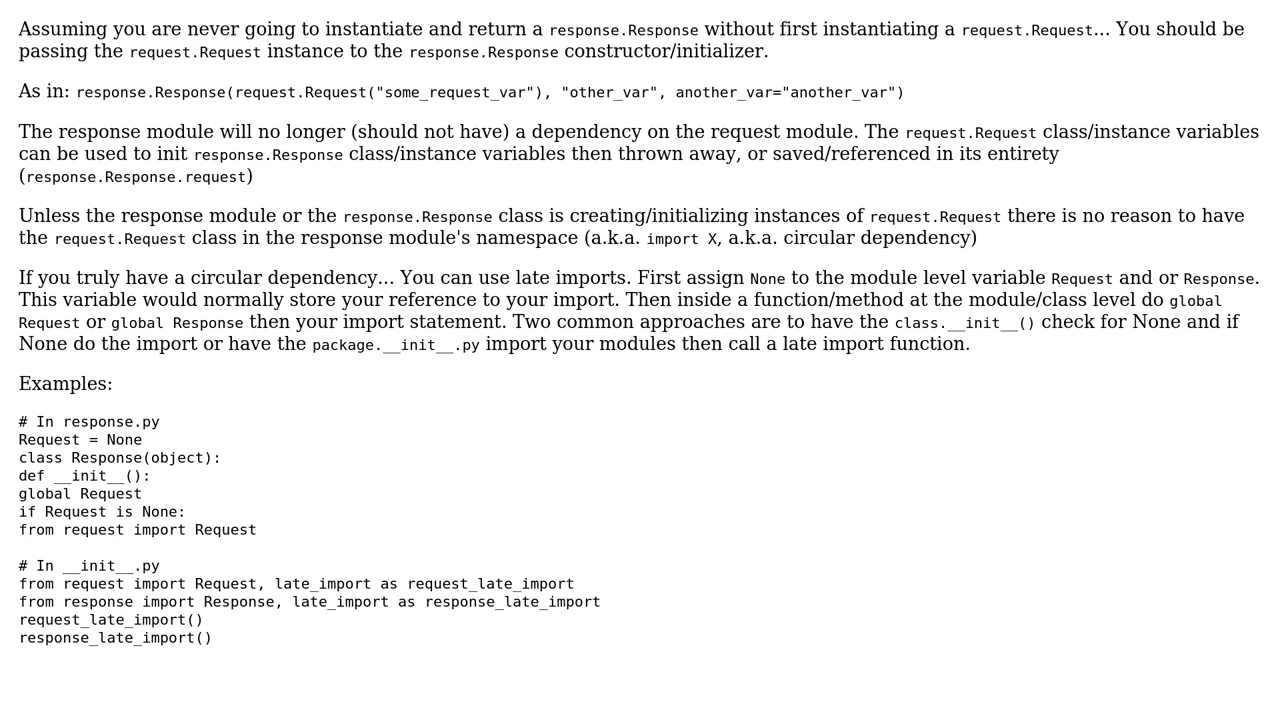 Assuming you are never going to instantiate and return a response.Response without first instantiating a request.Request... You should be
passing the request.Request instance to the response.Response constructor/initializer.
As in: response.Response(request.Request("some_request_var"), "other_var", another_var="another_var")
The response module will no longer (should not have) a dependency on the request module. The request.Request class/instance variables
can be used to init response.Response class/instance variables then thrown away, or saved/referenced in its entirety
(response.Response.request)
Unless the response module or the response.Response class is creating/initializing instances of request.Request there is no reason to have
the request.Request class in the response module's namespace (a.k.a. import X, a.k.a. circular dependency)
If you truly have a circular dependency... You can use late imports. First assign None to the module level variable Request and or Response.
This variable would normally store your reference to your import. Then inside a function/method at the module/class level do global
Request or global Response then your import statement. Two common approaches are to have the class.__init__() check for None and if
None do the import or have the package.__init__.py import your modules then call a late import function.
Examples:
# In response.py
Request = None
class Response(object):
def __init__():
global Request
if Request is None:
from request import Request
# In __init__.py
from request import Request, late_import as request_late_import
from response import Response, late_import as response_late_import
request_late_import()
response_late_import()